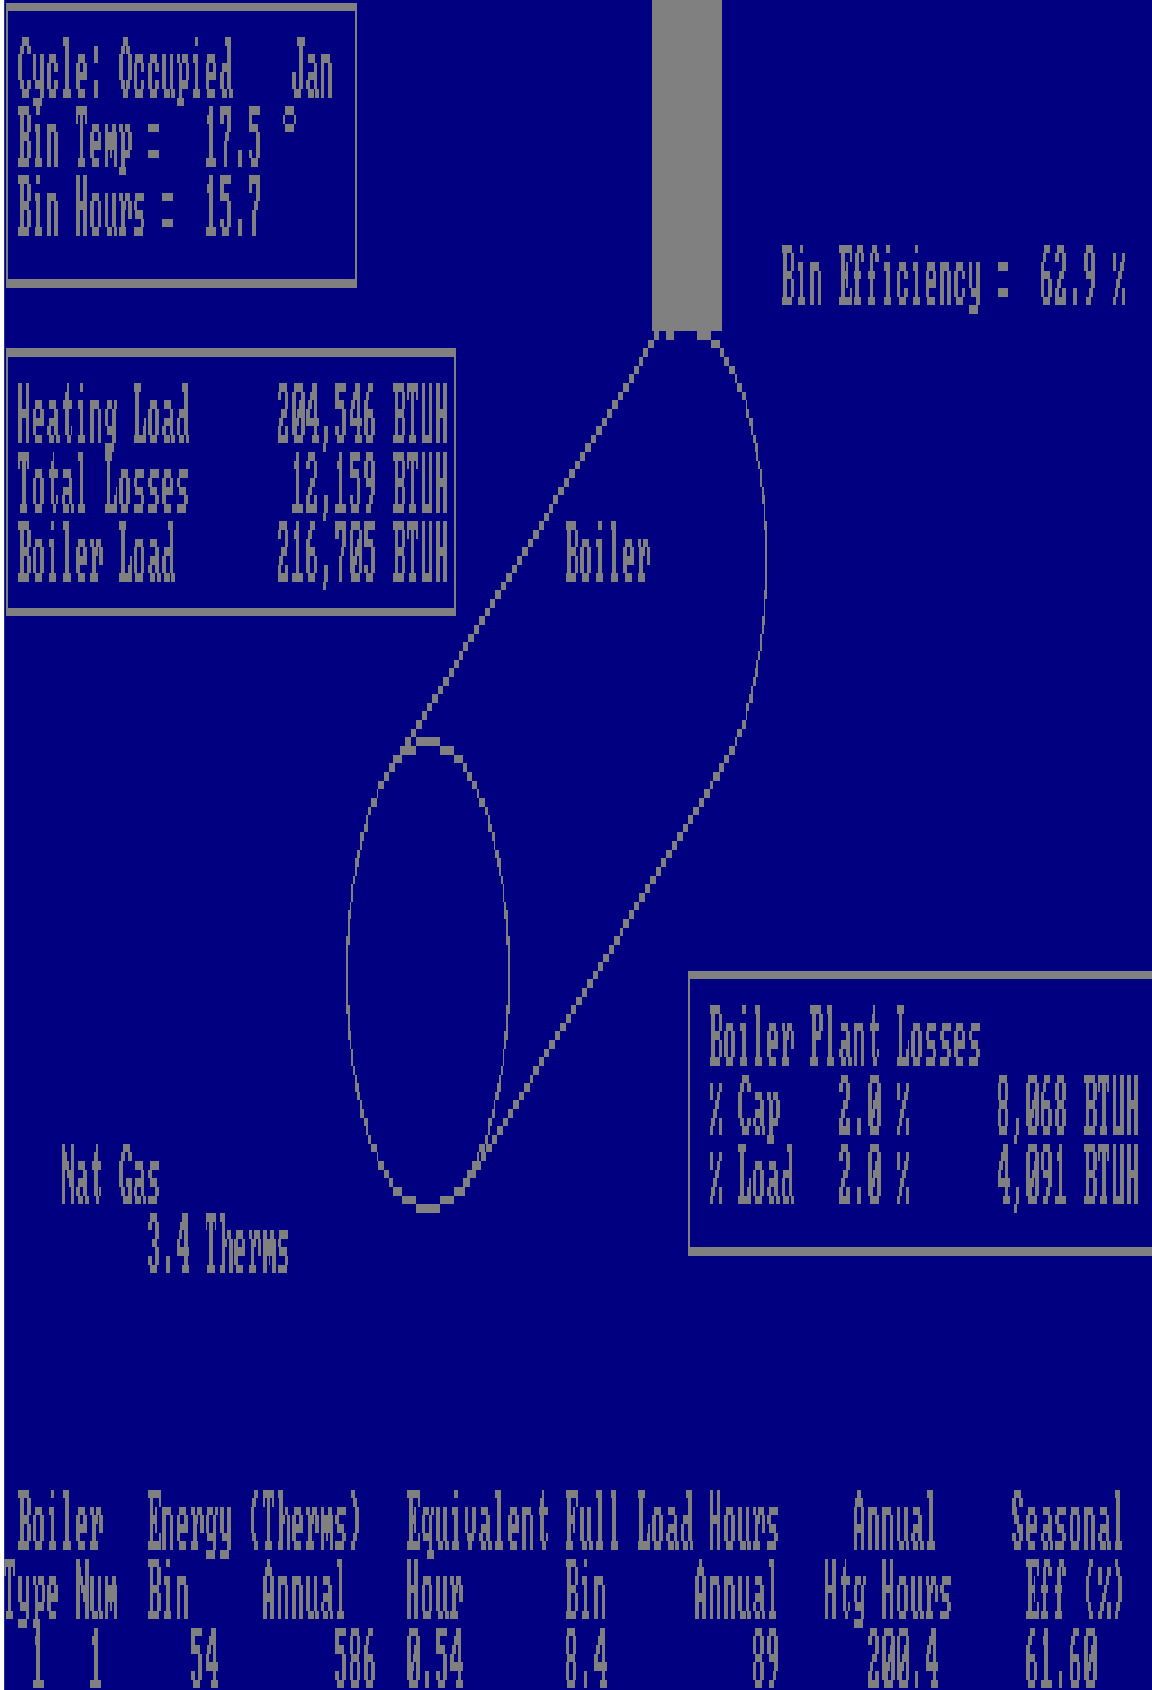 Cycle: Occupied    Jan
Bin Temp =   17.5 °
Bin Hours =  15.7
Bin Efficiency =  62.9 %
Heating Load      204,546 BTUH
Total Losses       12,159 BTUH
Boiler Load       216,705 BTUH
Boiler
Boiler Plant Losses
% Cap    2.0 %      8,068 BTUH
% Load   2.0 %      4,091 BTUH
Nat Gas
3.4 Therms
Boiler   Energy (Therms)   Equivalent Full Load Hours     Annual     Seasonal
Type Num  Bin     Annual    Hour       Bin      Annual   Htg Hours     Eff (%)
1   1      54        586  0.54       8.4          89      200.4      61.60